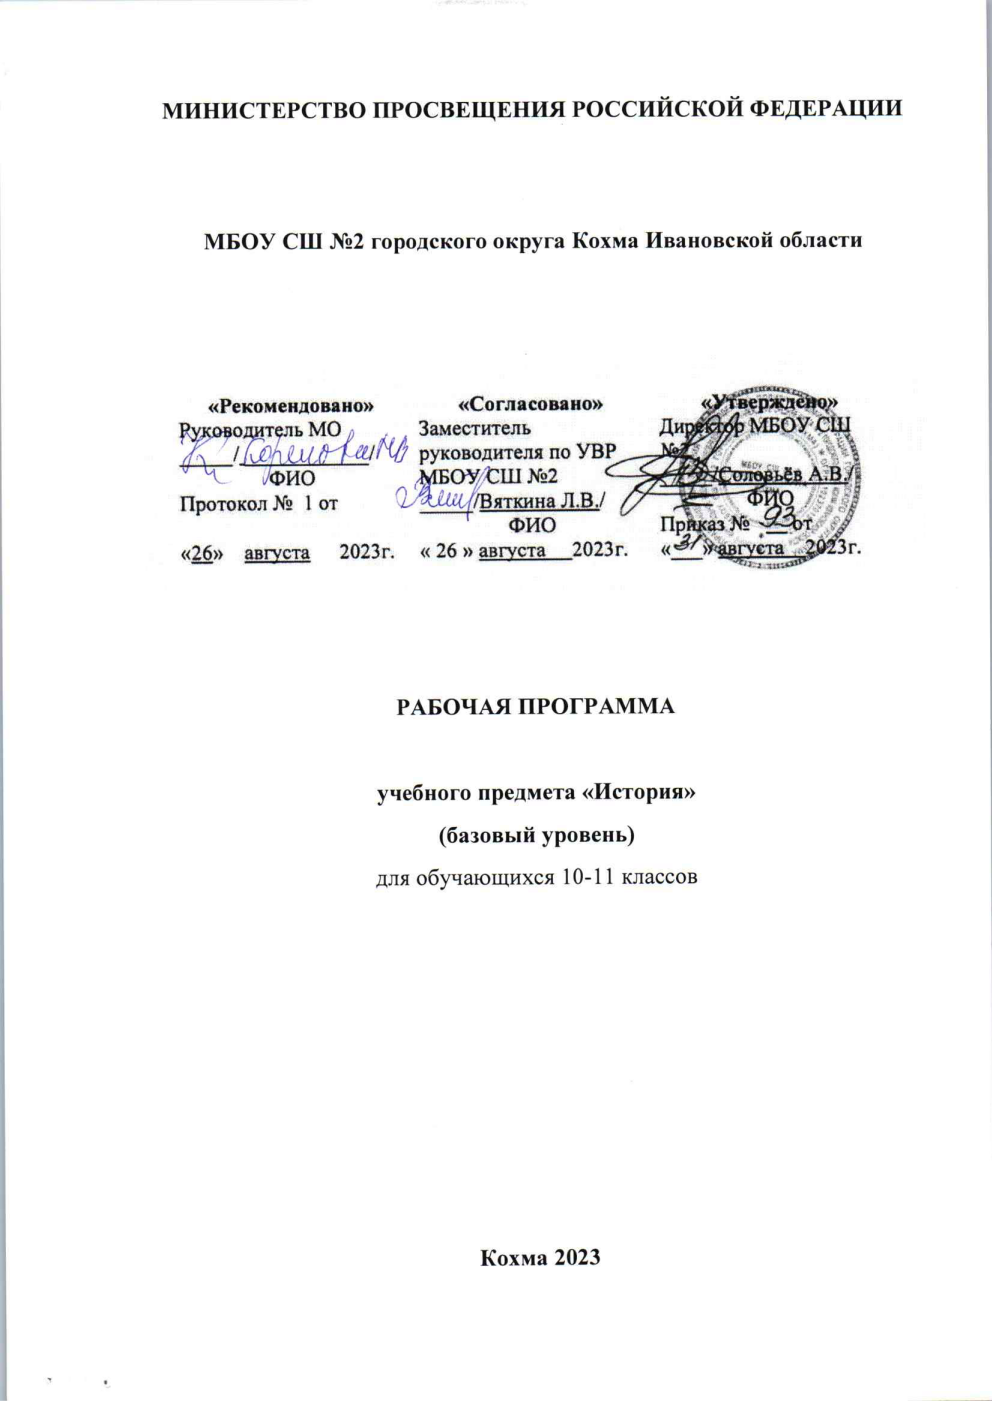 МИНИСТЕРСТВО ПРОСВЕЩЕНИЯ РОССИЙСКОЙ ФЕДЕРАЦИИ
МБОУ СШ №2 городского округа Кохма Ивановской области
«Рекомендовано»
Руководитель МО
/ /
ФИО
Протокол № 1 от
«26» августа 2023г.
«Согласовано»
Заместитель
руководителя по УВР
МБОУ СШ №2
/Вяткина Л.В./
ФИО
« 26 » августа 2023г.
«Утверждено»
Директор МБОУ СШ
№2
/Соловьёв А.В./
ФИО
Приказ № 93 от
«31» августа 2023г.
РАБОЧАЯ ПРОГРАММА
учебного предмета «История»
(базовый уровень)
для обучающихся 10-11 классов
Кохма 2023